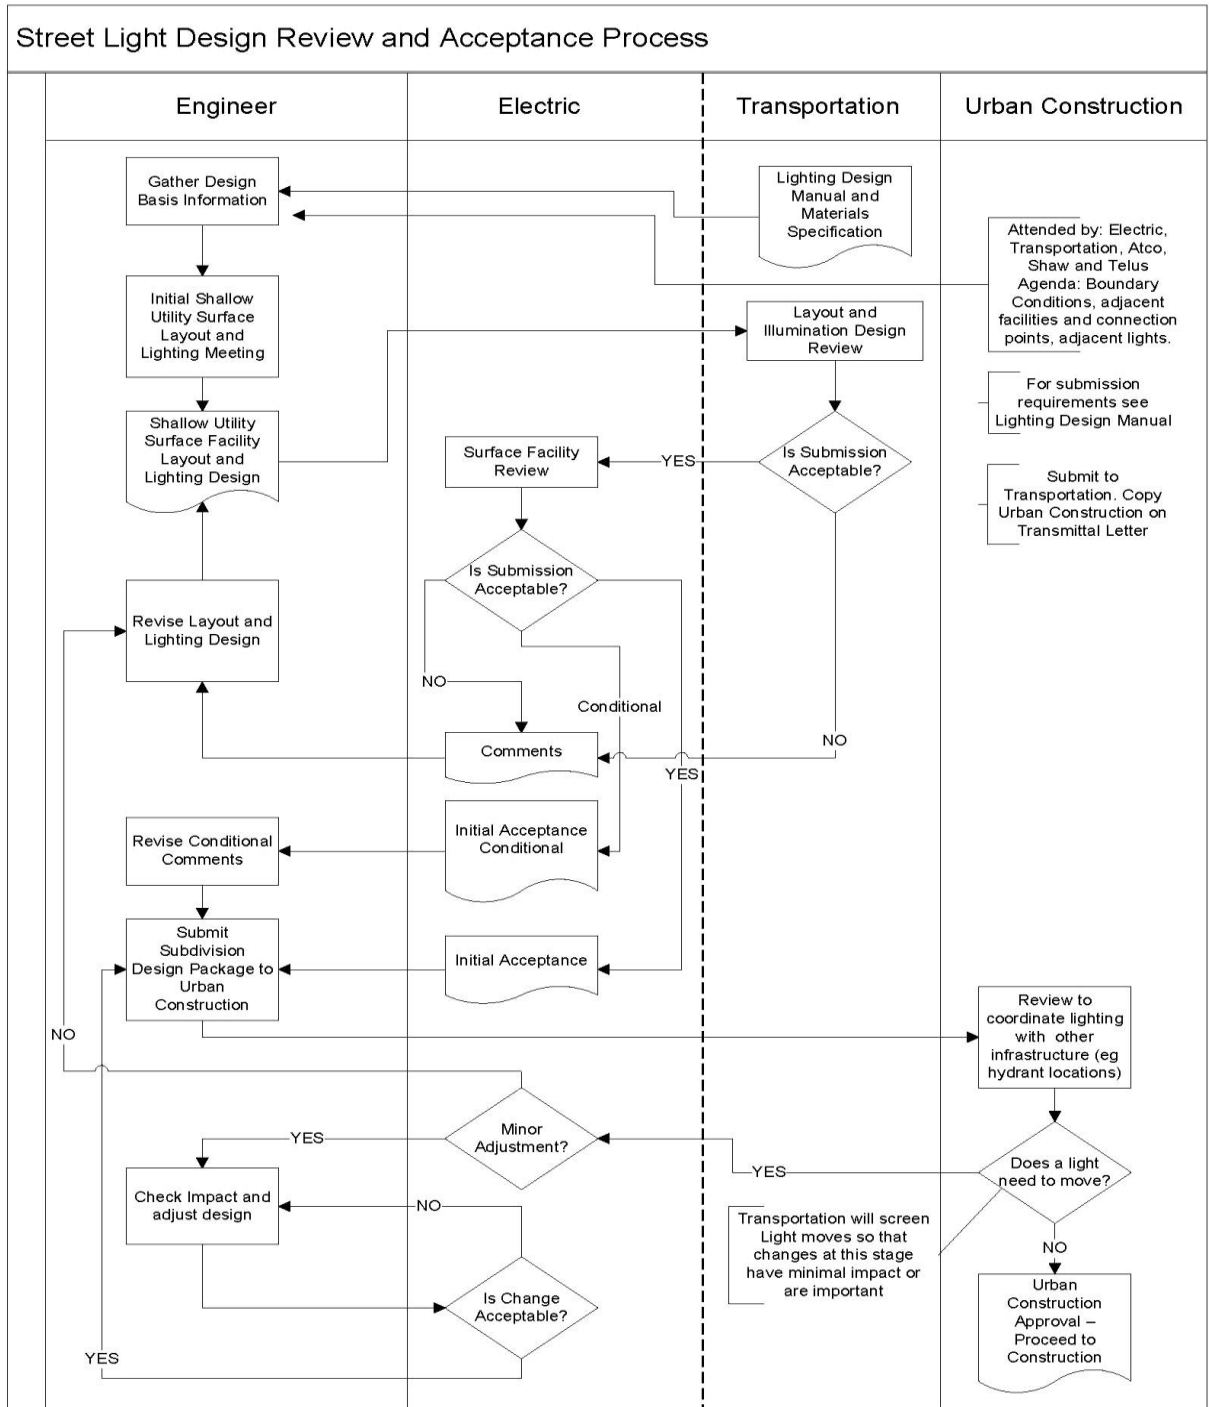 Street Light Design Review and Acceptance Process
Engineer
Electric
Transportation
Urban Construction
Gather Design
Basis Information
Lighting Design
Manual and
Materials
Specification
Attended by: Electric,
Transportation, Atco,
Shaw and Telus
Agenda: Boundary
Conditions, adjacent
facilities and connection
points, adjacent lights.
Initial Shallow
Utility Surface
Layout and
Lighting Meeting
Layout and
Illumination Design
Review
For submission
requirements see
Lighting Design Manual
Shallow Utility
Surface Facility
Layout and
Lighting Design
Surface Facility
Review
YES
Is Submission
Acceptable?
Submit to
Transportation. Copy
Urban Construction on
Transmittal Letter
Is Submission
Acceptable?
Revise Layout and
Lighting Design
NO
Conditional
NO
Comments
YES
Revise Conditional
Comments
Initial Acceptance
Conditional
Submit
Subdivision
Design Package to
Urban
Construction
Initial Acceptance
Review to
coordinate lighting
with other
infrastructure (eg
hydrant locations)
NO
YES
Minor
Adjustment?
YES
Does a light
need to move?
Check Impact and
adjust design
NO
Transportation will screen
Light moves so that
changes at this stage
have minimal impact or
are important
NO
Is Change
Acceptable?
Urban
Construction
Approval –
Proceed to
Construction
YES